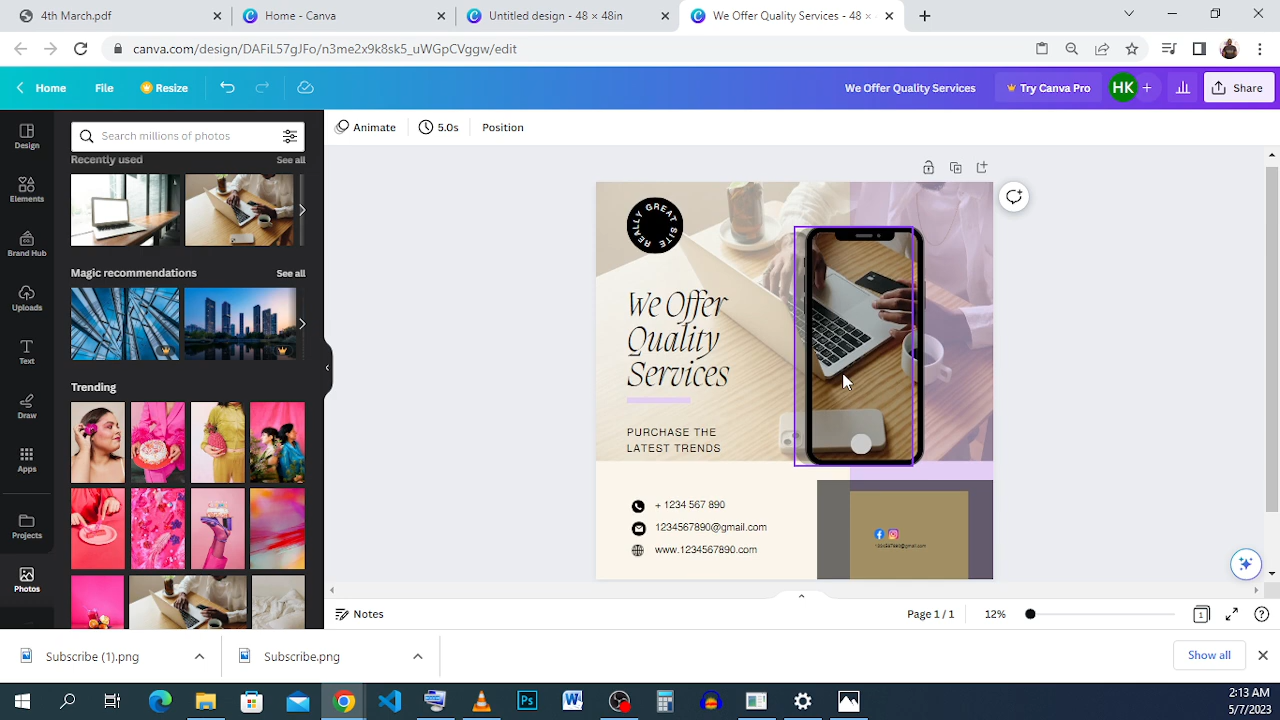 4th March.pdf
Home - Canva
Untitled design - 48 × 48in
We Offer Quality Services - 48 ×
canva.com/design/DAFiL57gJFo/n3me2x9k8sk5_uWGpCVggw/edit
Home
File
Resize
We Offer Quality Services
Try Canva Pro
HK
Share
Design
Elements
Brand Hub
Uploads
Text
Draw
Apps
Projects
Photos
Search millions of photos
Recently used
See all
Magic recommendations
See all
Trending
Animate
5.0s
Position
REALLY GREAT SITE
We Offer
Quality
Services
PURCHASE THE
LATEST TRENDS
+ 1234 567 890
1234567890@gmail.com
www.1234567890.com
1234567890@gmail.com
Notes
Page 1 / 1
12%
1
Subscribe (1).png
Subscribe.png
Show all
2:13 AM
5/7/2023